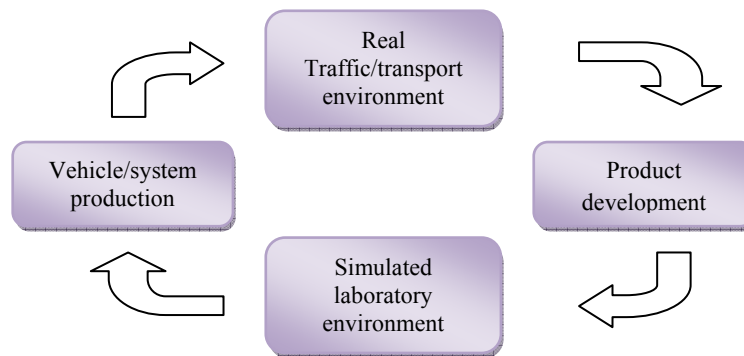 Real
Traffic/transport
environment
Vehicle/system
production
Product
development
Simulated
laboratory
environment